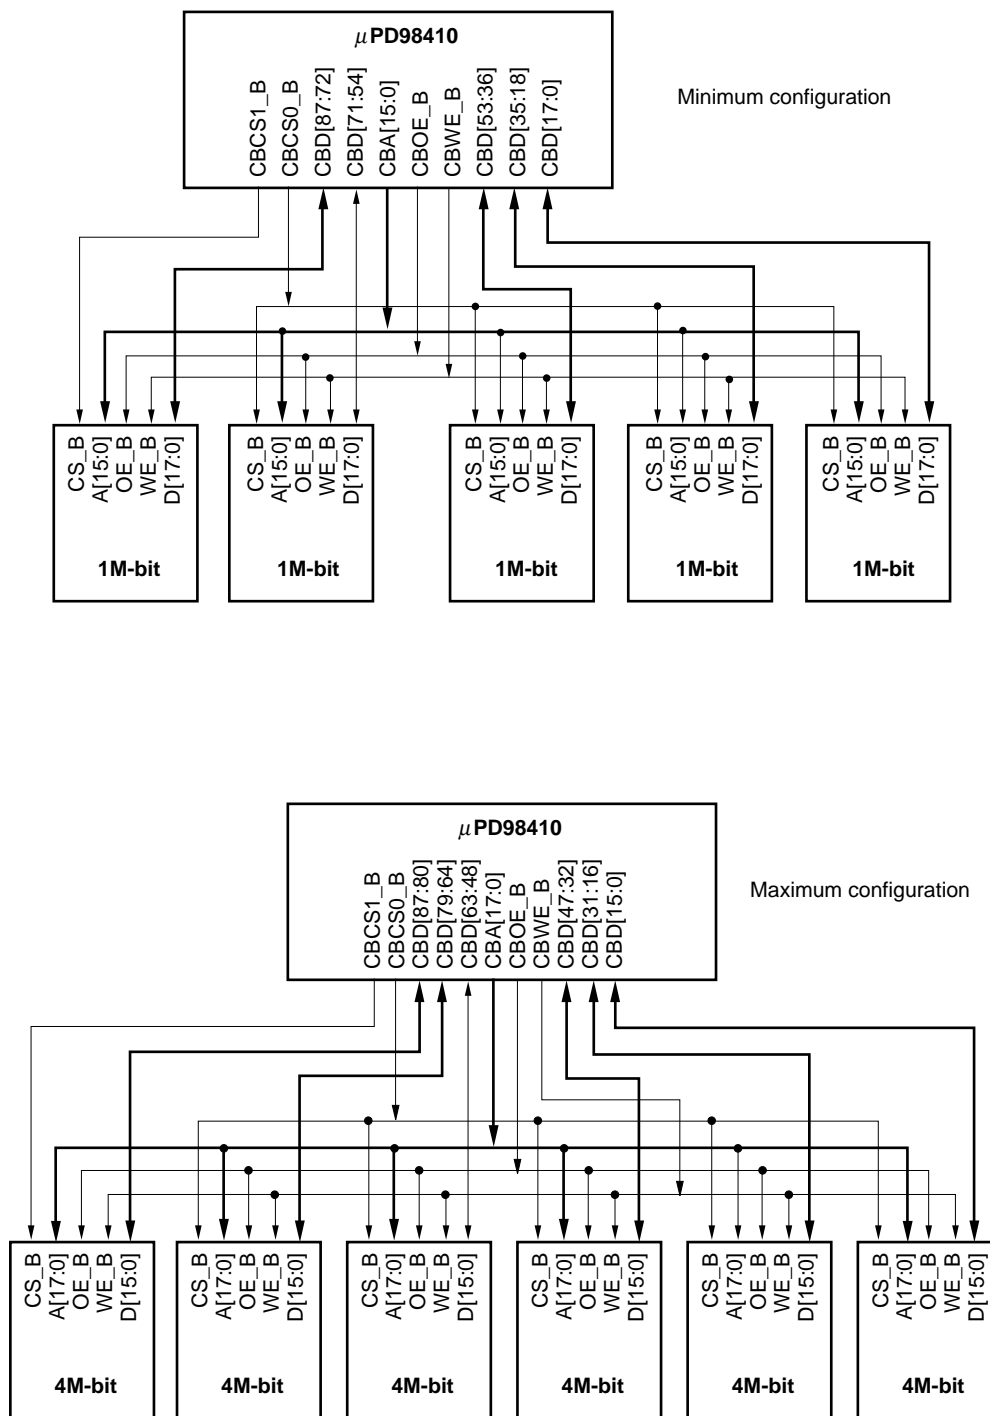 μPD98410
Minimum configuration
CBCS1_B
CBCS0_B
CBD[87:72]
CBD[71:54]
CBA[15:0]
CBOE_B
CBWE_B
CBD[53:36]
CBD[35:18]
CBD[17:0]
CS_B
A[15:0]
OE_B
WE_B
D[17:0]
CS_B
A[15:0]
OE_B
WE_B
D[17:0]
CS_B
A[15:0]
OE_B
WE_B
D[17:0]
CS_B
A[15:0]
OE_B
WE_B
D[17:0]
CS_B
A[15:0]
OE_B
WE_B
D[17:0]
1M-bit
1M-bit
1M-bit
1M-bit
1M-bit
μPD98410
Maximum configuration
CBCS1_B
CBCS0_B
CBD[87:80]
CBD[79:64]
CBD[63:48]
CBA[17:0]
CBOE_B
CBWE_B
CBD[47:32]
CBD[31:16]
CBD[15:0]
CS_B
A[17:0]
OE_B
WE_B
D[15:0]
CS_B
A[17:0]
OE_B
WE_B
D[15:0]
CS_B
A[17:0]
OE_B
WE_B
D[15:0]
CS_B
A[17:0]
OE_B
WE_B
D[15:0]
CS_B
A[17:0]
OE_B
WE_B
D[15:0]
CS_B
A[17:0]
OE_B
WE_B
D[15:0]
4M-bit
4M-bit
4M-bit
4M-bit
4M-bit
4M-bit